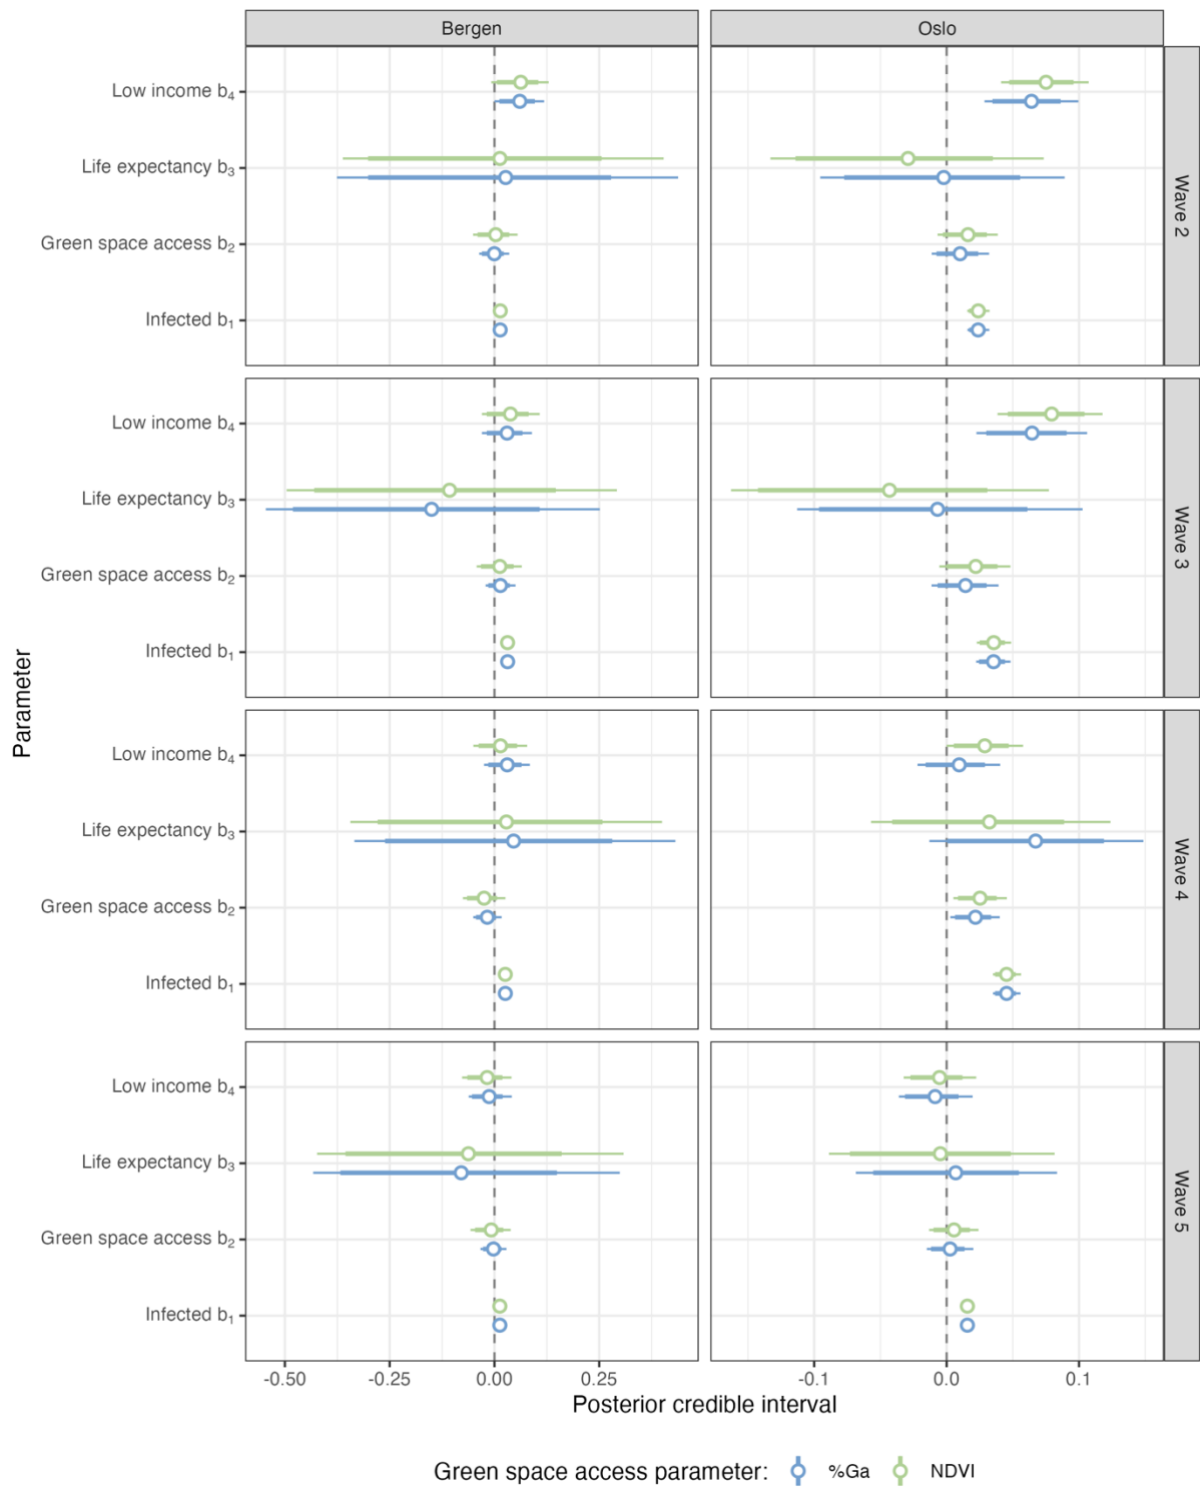 Bergen
Oslo
Low income b4
Life expectancy b3
Green space access b2
Infected b1
Wave 2
Low income b4
Life expectancy b3
Green space access b2
Infected b1
Wave 3
Parameter
Low income b4
Life expectancy b3
Green space access b2
Infected b1
Wave 4
Low income b4
Life expectancy b3
Green space access b2
Infected b1
Wave 5
-0.50 -0.25 0.00 0.25 -0.1 0.0 0.1
Posterior credible interval
Green space access parameter: %Ga NDVI